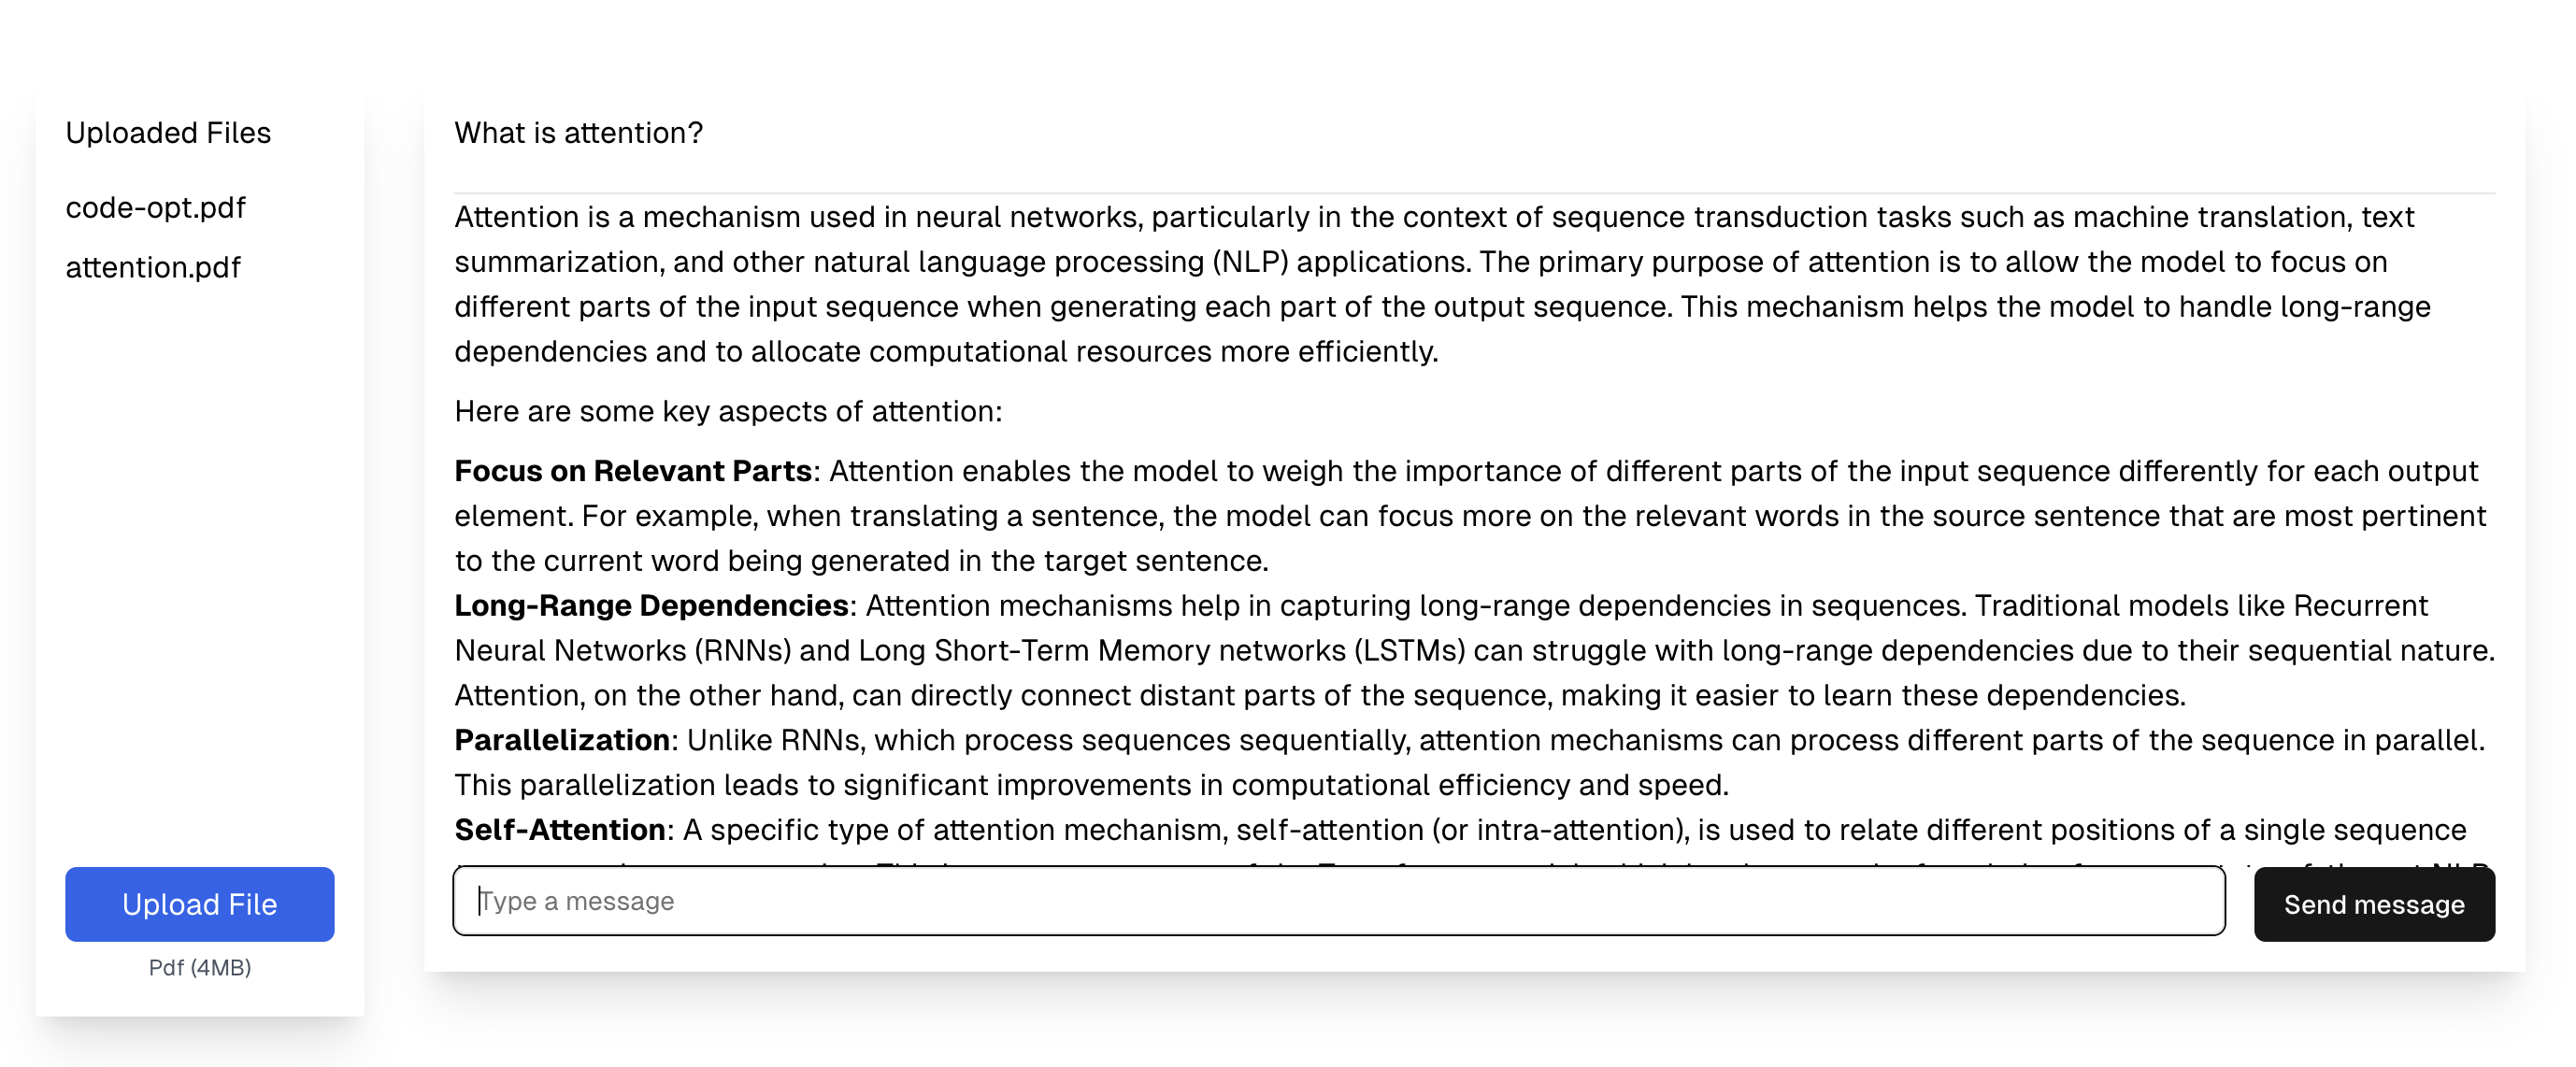 Uploaded Files
code-opt.pdf
attention.pdf
Upload File
Pdf (4MB)
What is attention?
Attention is a mechanism used in neural networks, particularly in the context of sequence transduction tasks such as machine translation, text
summarization, and other natural language processing (NLP) applications. The primary purpose of attention is to allow the model to focus on
different parts of the input sequence when generating each part of the output sequence. This mechanism helps the model to handle long-range
dependencies and to allocate computational resources more efficiently.
Here are some key aspects of attention:
Focus on Relevant Parts: Attention enables the model to weigh the importance of different parts of the input sequence differently for each output
element. For example, when translating a sentence, the model can focus more on the relevant words in the source sentence that are most pertinent
to the current word being generated in the target sentence.
Long-Range Dependencies: Attention mechanisms help in capturing long-range dependencies in sequences. Traditional models like Recurrent
Neural Networks (RNNs) and Long Short-Term Memory networks (LSTMs) can struggle with long-range dependencies due to their sequential nature.
Attention, on the other hand, can directly connect distant parts of the sequence, making it easier to learn these dependencies.
Parallelization: Unlike RNNs, which process sequences sequentially, attention mechanisms can process different parts of the sequence in parallel.
This parallelization leads to significant improvements in computational efficiency and speed.
Self-Attention: A specific type of attention mechanism, self-attention (or intra-attention), is used to relate different positions of a single sequence
Type a message
Send message